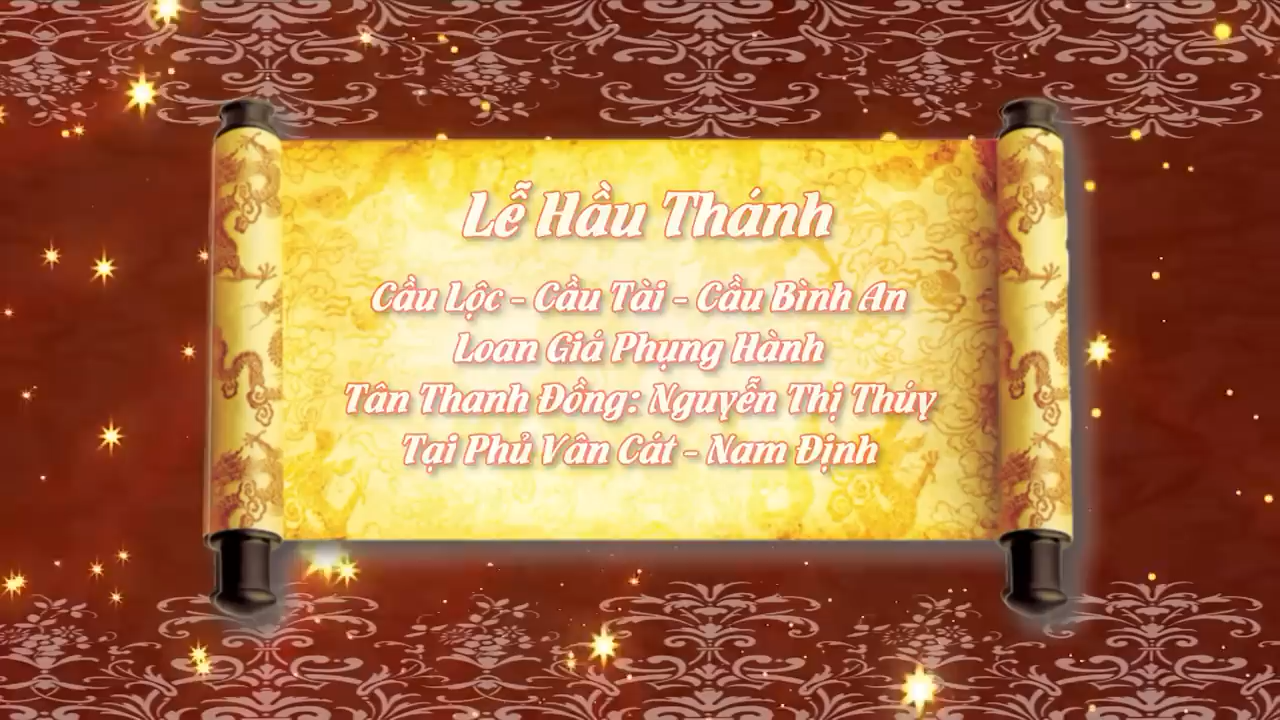 Lễ Hầu Thánh
Cầu Lộc - Cầu Tài - Cầu Bình An
Loan Giá Phụng Hành
Tân Thanh Đồng: Nguyễn Thị Thúy
Tại Phủ Vân Cát - Nam Định